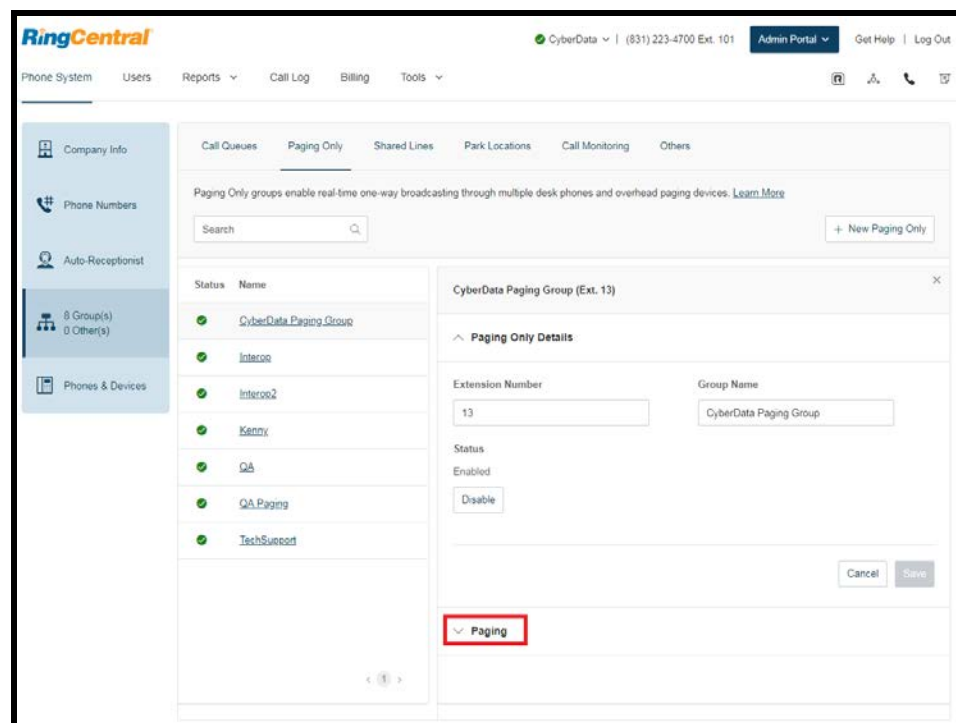 RingCentral
CyberData | (831) 223-4700 Ext. 101 Admin Portal Get Help | Log Out
Phone System Users Reports Call Log Billing Tools
Company Info
Phone Numbers
Auto-Receptionist
8 Group(s)
0 Other(s)
Phones & Devices
Call Queues Paging Only Shared Lines Park Locations Call Monitoring Others
Paging Only groups enable real-time one-way broadcasting through multiple desk phones and overhead paging devices. Learn More
Search
+ New Paging Only
Status Name
CyberData Paging Group
Interop
Interop2
Kenny
QA
QA Paging
TechSupport
< 1 >
CyberData Paging Group (Ext. 13)
Paging Only Details
Extension Number Group Name
13 CyberData Paging Group
Status
Enabled
Disable
Cancel Save
Paging